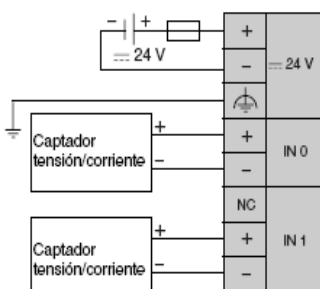 − + +
⎓ 24 V − ⎓ 24 V
Captador + + IN 0
tensión/corriente − −
NC
Captador + + IN 1
tensión/corriente − −